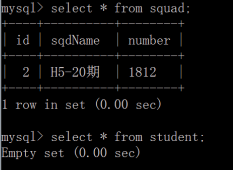 mysql> select * from squad;
+----+---------+--------+
| id | sqdName | number |
+----+---------+--------+
| 2 | H5-20期 | 1812 |
+----+---------+--------+
1 row in set (0.00 sec)
mysql> select * from student;
Empty set (0.00 sec)